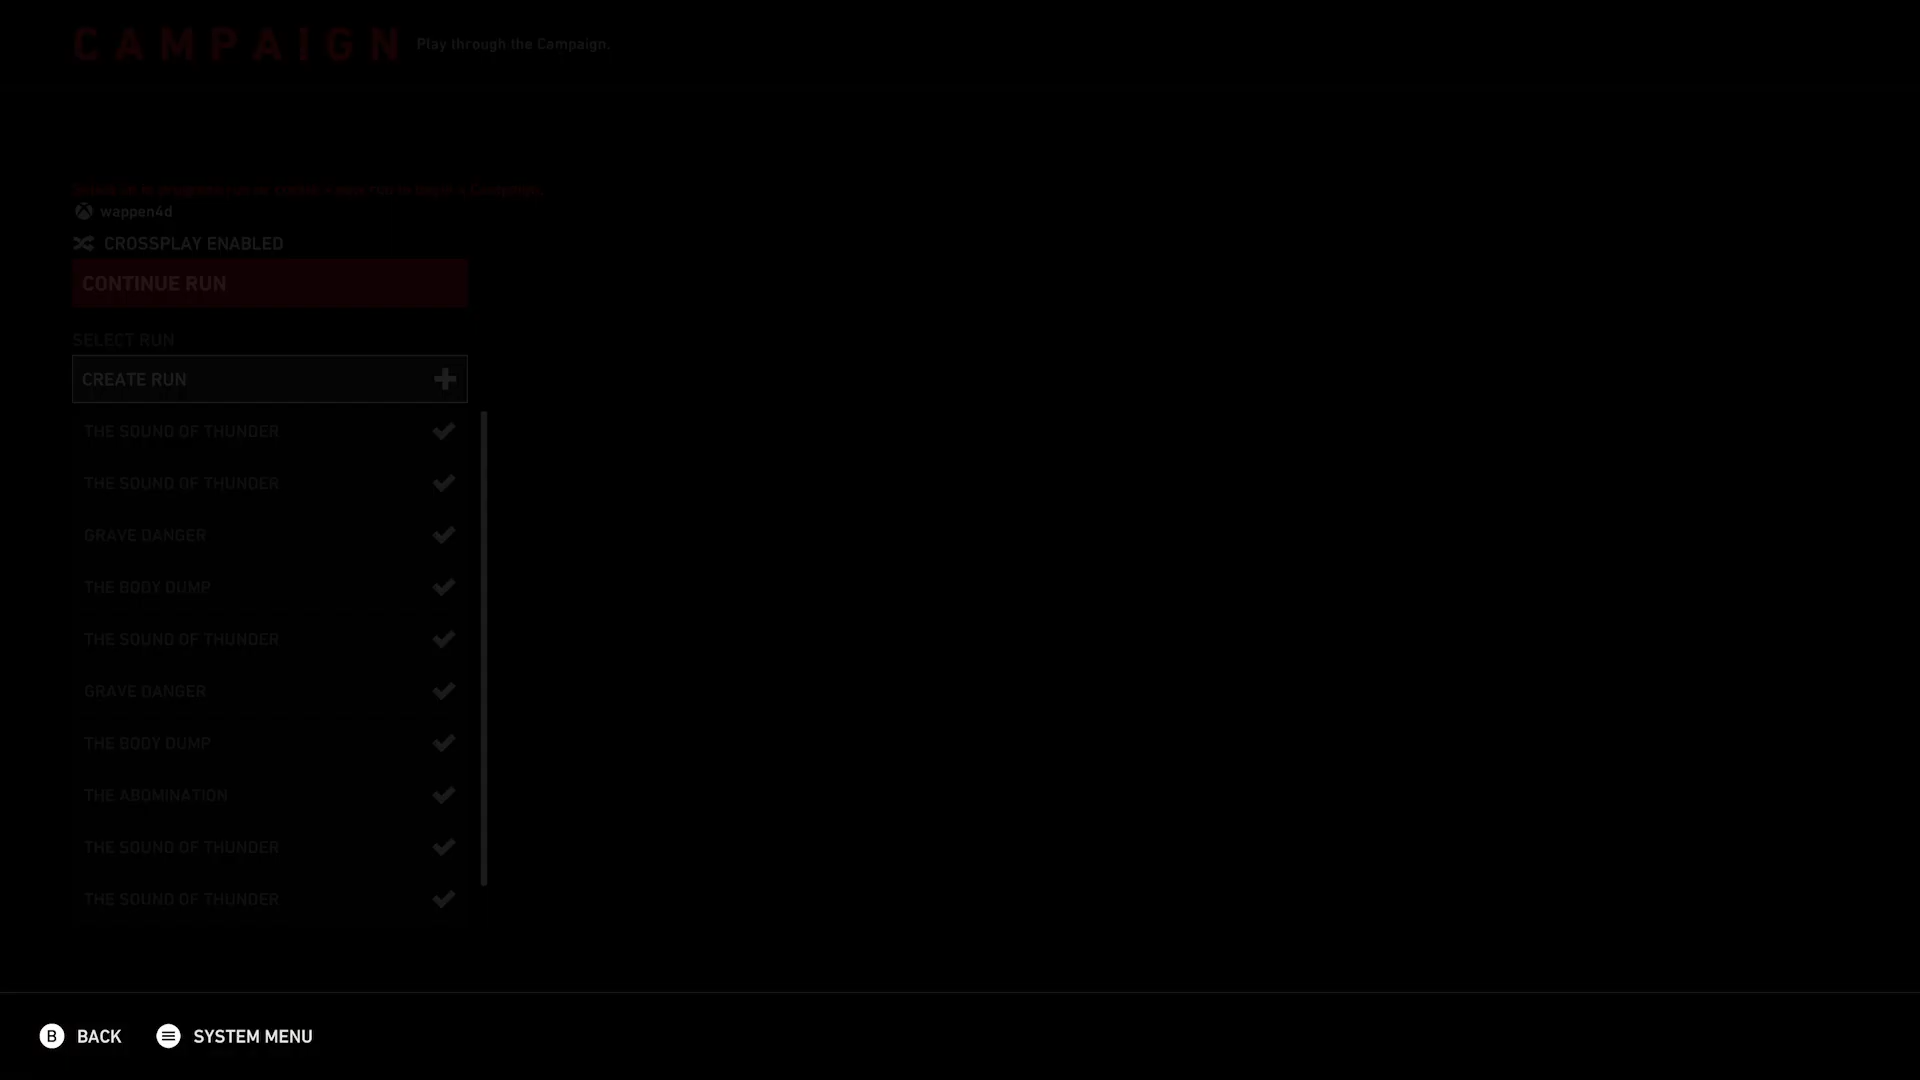 CAMPAIGN Play through the Campaign.
wappen4d
CROSSPLAY ENABLED
CONTINUE RUN
SELECT RUN
CREATE RUN
THE SOUND OF THUNDER
THE SOUND OF THUNDER
GRAVE DANGER
THE BODY DUMP
THE SOUND OF THUNDER
GRAVE DANGER
THE BODY DUMP
THE ABOMINATION
THE SOUND OF THUNDER
THE SOUND OF THUNDER
B BACK SYSTEM MENU